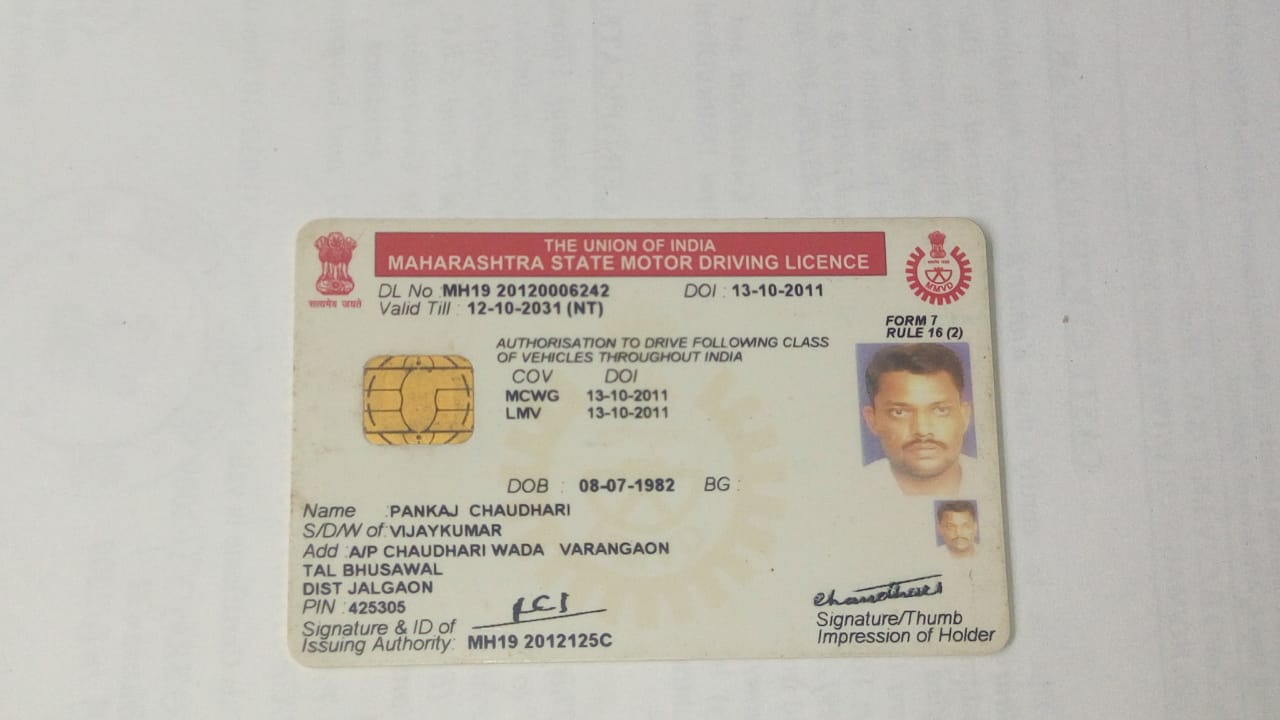 THE UNION OF INDIA
MAHARASHTRA STATE MOTOR DRIVING LICENCE
सत्यमेव जयते
MMVD
DL No : MH19 20120006242 DOI : 13-10-2011
Valid Till : 12-10-2031 (NT)
FORM 7
RULE 16 (2)
AUTHORISATION TO DRIVE FOLLOWING CLASS
OF VEHICLES THROUGHOUT INDIA
COV DOI
MCWG 13-10-2011
LMV 13-10-2011
DOB : 08-07-1982 BG :
Name : PANKAJ CHAUDHARI
S/D/W of : VIJAYKUMAR
Add : A/P CHAUDHARI WADA VARANGAON
TAL BHUSAWAL
DIST JALGAON
PIN : 425305
Signature & ID of
Issuing Authority: MH19 2012125C
Signature/Thumb
Impression of Holder